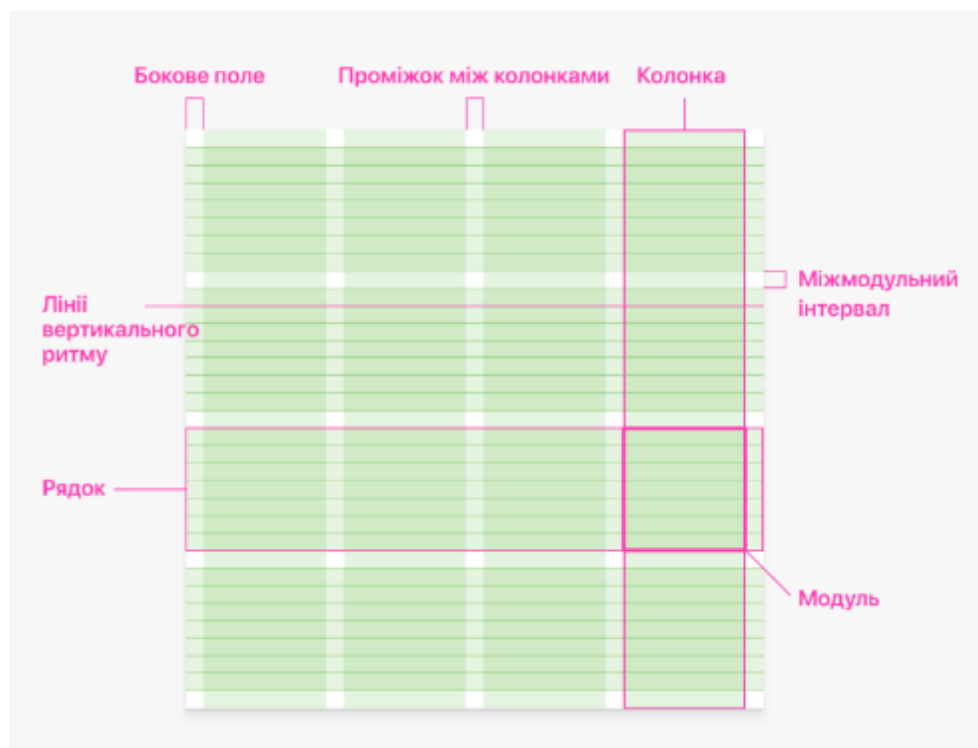 Бокове поле
Проміжок між колонками
Колонка
Міжмодульний
інтервал
Лінії
вертикального
ритму
Рядок
Модуль